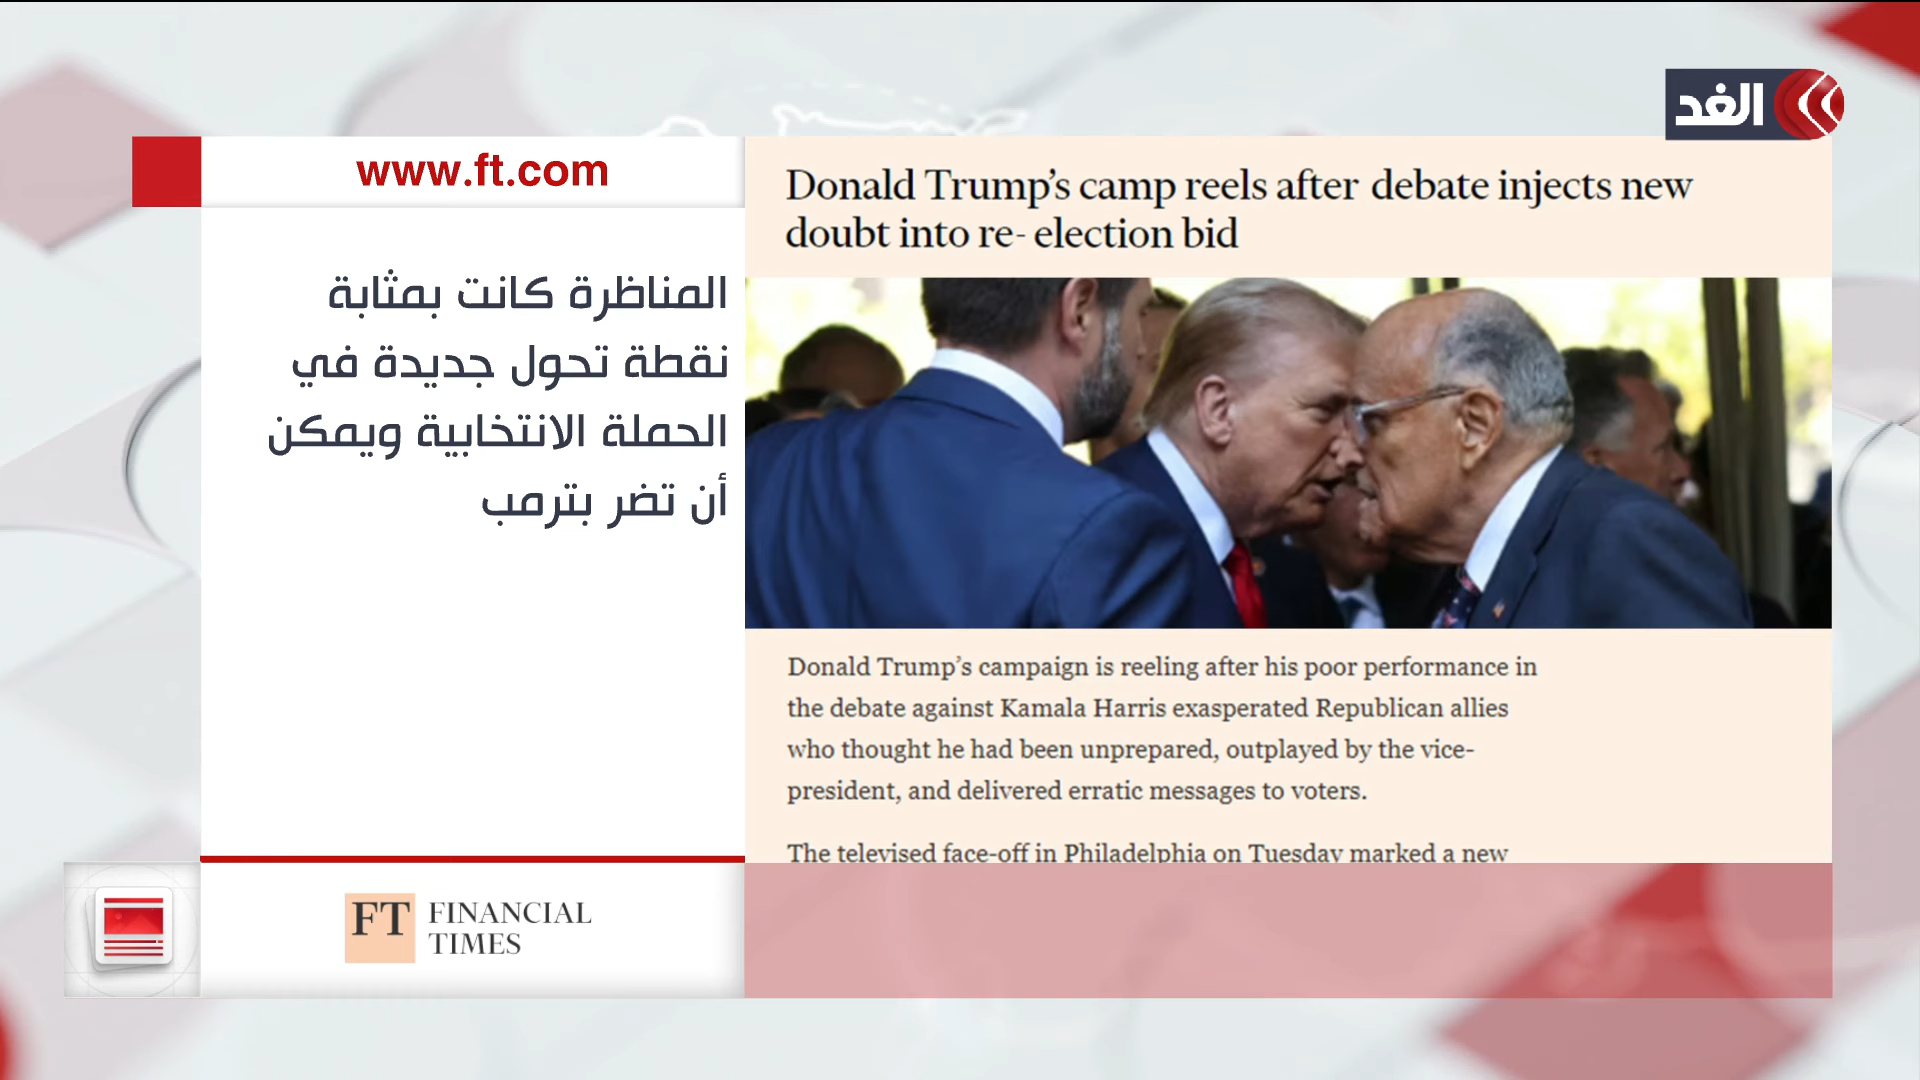 الغد
www.ft.com
المناظرة كانت بمثابة
نقطة تحول جديدة في
الحملة الانتخابية ويمكن
أن تضر بترمب
Donald Trump’s camp reels after debate injects new
doubt into re- election bid
Donald Trump’s campaign is reeling after his poor performance in
the debate against Kamala Harris exasperated Republican allies
who thought he had been unprepared, outplayed by the vice-
president, and delivered erratic messages to voters.
The televised face-off in Philadelphia on Tuesday marked a new
FT FINANCIAL
TIMES